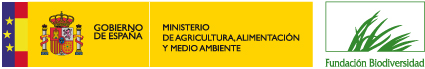 GOBIERNO
DE ESPAÑA
MINISTERIO
DE AGRICULTURA, ALIMENTACIÓN
Y MEDIO AMBIENTE
Fundación Biodiversidad